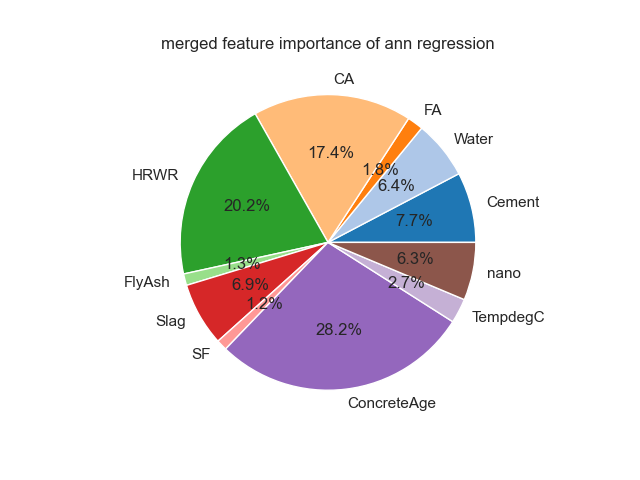 merged feature importance of ann regression
CA
FA
Water
17.4%
1.8%
6.4%
HRWR
20.2%
Cement
7.7%
1.3%
6.3%
FlyAsh
6.9%
2.7%
nano
1.2%
Slag
TempdegC
28.2%
SF
ConcreteAge